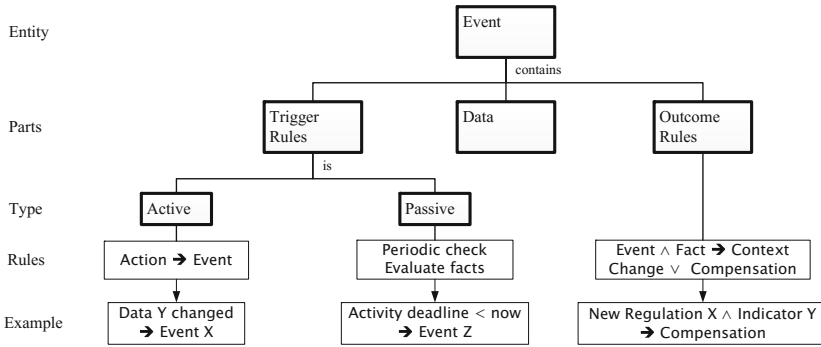 Entity
Event
contains
Parts
Trigger
Rules
Data
Outcome
Rules
is
Type
Active
Passive
Rules
Action ➔ Event
Periodic check
Evaluate facts
Event ∧ Fact ➔ Context
Change ∨ Compensation
Example
Data Y changed
➔ Event X
Activity deadline < now
➔ Event Z
New Regulation X ∧ Indicator Y
➔ Compensation